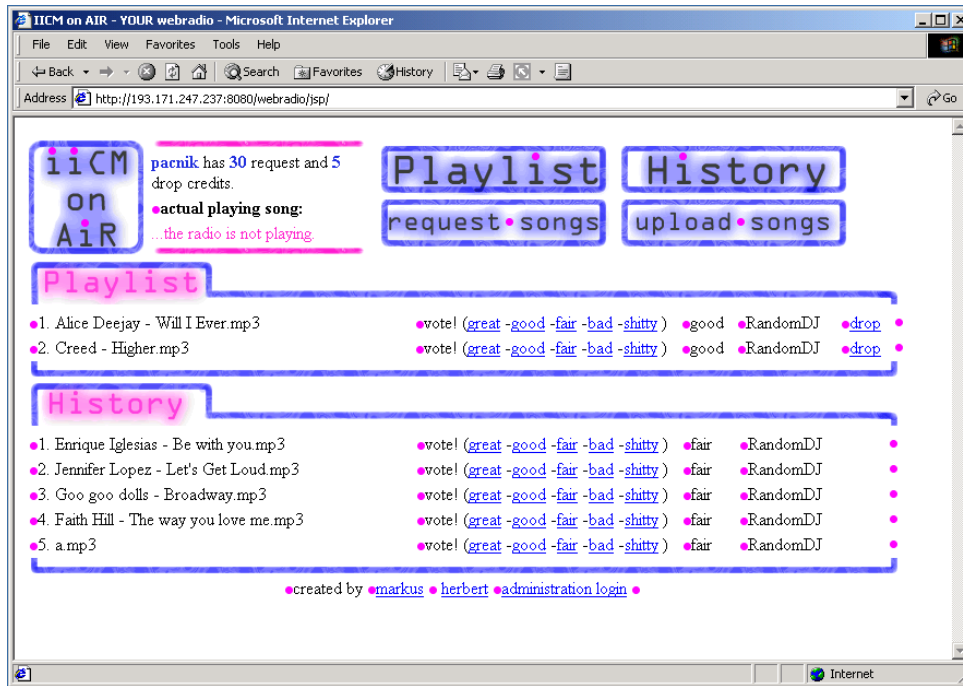 IICM on AIR - YOUR webradio - Microsoft Internet Explorer
File Edit View Favorites Tools Help
Back Search Favorites History
Address http://193.171.247.237:8080/webradio/jsp/ Go
iiCM
on
AiR
pacnik has 30 request and 5
drop credits.
actual playing song:
...the radio is not playing.
Playlist History
request songs upload songs
Playlist
1. Alice Deejay - Will I Ever.mp3 vote! (great -good -fair -bad -shitty ) good RandomDJ drop
2. Creed - Higher.mp3 vote! (great -good -fair -bad -shitty ) good RandomDJ drop
History
1. Enrique Iglesias - Be with you.mp3 vote! (great -good -fair -bad -shitty ) fair RandomDJ
2. Jennifer Lopez - Let's Get Loud.mp3 vote! (great -good -fair -bad -shitty ) fair RandomDJ
3. Goo goo dolls - Broadway.mp3 vote! (great -good -fair -bad -shitty ) fair RandomDJ
4. Faith Hill - The way you love me.mp3 vote! (great -good -fair -bad -shitty ) fair RandomDJ
5. a.mp3 vote! (great -good -fair -bad -shitty ) fair RandomDJ
created by markus herbert administration login
Internet